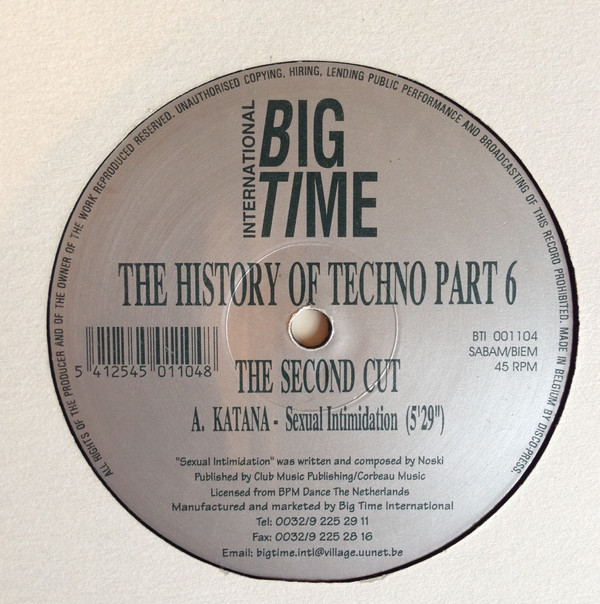 ALL RIGHTS OF THE PRODUCER AND OF THE OWNER OF THE WORK REPRODUCED RESERVED. UNAUTHORISED COPYING, HIRING, LENDING PUBLIC PERFORMANCE AND BROADCASTING OF THIS RECORD PROHIBITED. MADE IN BELGIUM BY DISCO-PRESS.
INTERNATIONAL
BIG
TIME
THE HISTORY OF TECHNO PART 6
5 412545 011048
BTI 001104
SABAM/BIEM
45 RPM
THE SECOND CUT
A. KATANA - Sexual Intimidation (5'29")
"Sexual Intimidation" was written and composed by Noski
Published by Club Music Publishing/Corbeau Music
Licensed from BPM Dance The Netherlands
Manufactured and marketed by Big Time International
Tel: 0032/9 225 29 11
Fax: 0032/9 225 28 16
Email: bigtime.intl@village.uunet.be